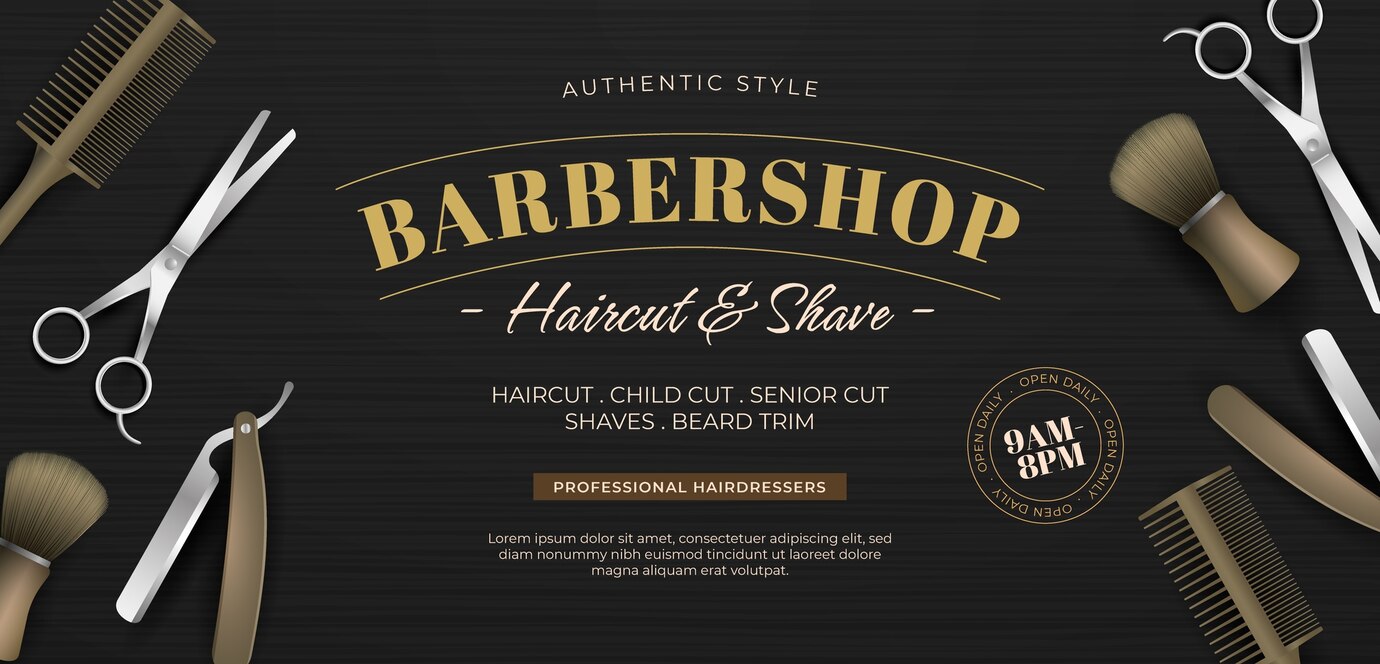 AUTHENTIC STYLE
BARBERSHOP
- Haircut & Shave -
HAIRCUT . CHILD CUT . SENIOR CUT
SHAVES . BEARD TRIM
PROFESSIONAL HAIRDRESSERS
Lorem ipsum dolor sit amet, consectetuer adipiscing elit, sed
diam nonummy nibh euismod tincidunt ut laoreet dolore
magna aliquam erat volutpat.
OPEN DAILY · OPEN DAILY · OPEN DAILY · OPEN DAILY ·
9AM-
8PM